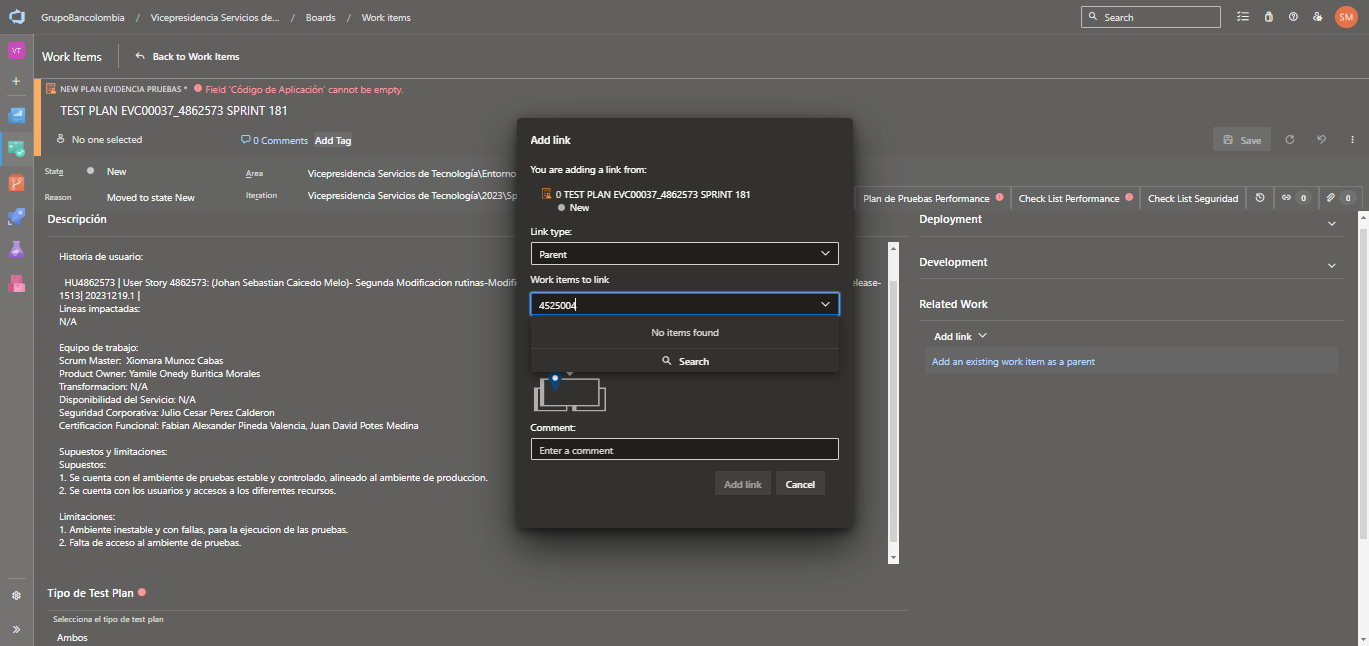 GrupoBancolombia / Vicepresidencia Servicios de... / Boards / Work items
Search
SM
VT
Work Items
Back to Work Items
NEW PLAN EVIDENCIA PRUEBAS * Field 'Código de Aplicación' cannot be empty.
TEST PLAN EVC00037_4862573 SPRINT 181
No one selected
0 Comments
Add Tag
Save
State
New
Area
Vicepresidencia Servicios de Tecnología\Entorno
Reason
Moved to state New
Iteration
Vicepresidencia Servicios de Tecnología\2023\Sp
Plan de Pruebas Performance
Check List Performance
Check List Seguridad
0
0
Descripción
Historia de usuario:
HU4862573 | User Story 4862573: (Johan Sebastian Caicedo Melo)- Segunda Modificacion rutinas-Modifi
elease-
1513| 20231219.1 |
Lineas impactadas:
N/A
Equipo de trabajo:
Scrum Master: Xiomara Munoz Cabas
Product Owner: Yamile Onedy Buritica Morales
Transformacion: N/A
Disponibilidad del Servicio: N/A
Seguridad Corporativa: Julio Cesar Perez Calderon
Certificacion Funcional: Fabian Alexander Pineda Valencia, Juan David Potes Medina
Supuestos y limitaciones:
Supuestos:
1. Se cuenta con el ambiente de pruebas estable y controlado, alineado al ambiente de produccion.
2. Se cuenta con los usuarios y accesos a los diferentes recursos.
Limitaciones:
1. Ambiente inestable y con fallas, para la ejecucion de las pruebas.
2. Falta de acceso al ambiente de pruebas.
Tipo de Test Plan
Selecciona el tipo de test plan
Ambos
Add link
You are adding a link from:
0 TEST PLAN EVC00037_4862573 SPRINT 181
New
Link type:
Parent
Work items to link
4525004
No items found
Search
Comment:
Enter a comment
Add link
Cancel
Deployment
Development
Related Work
Add link
Add an existing work item as a parent